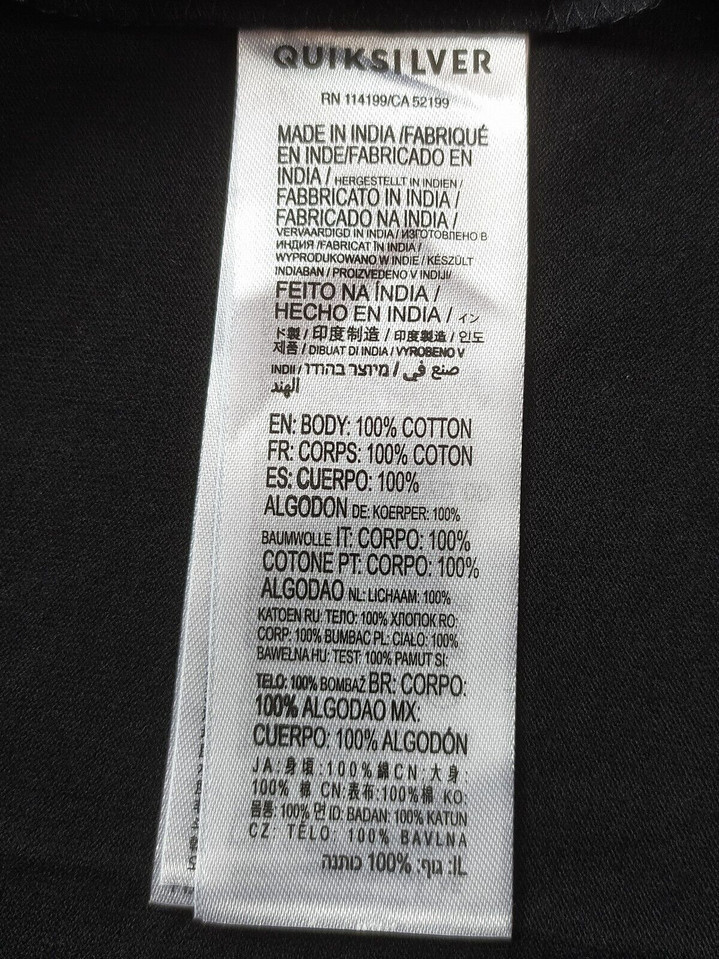 QUIKSILVER
RN 114199/CA 52199
MADE IN INDIA /FABRIQUÉ
EN INDE/FABRICADO EN
INDIA / HERGESTELLT IN INDIEN /
FABBRICATO IN INDIA /
FABRICADO NA INDIA /
VERVAARDIGD IN INDIA / ИЗГОТОВЛЕНО В
ИНДИЯ /FABRICAT ÎN INDIA /
WYPRODUKOWANO W INDIE / KÉSZÜLT
INDIABAN / PROIZVEDENO V INDIJI/
FEITO NA ÍNDIA /
HECHO EN INDIA / イン
ド製 / 印度制造 / 印度製造 / 인도
제품 / DIBUAT DI INDIA / VYROBENO V
INDII / מיוצר בהודו / صنع في
الهند
EN: BODY: 100% COTTON
FR: CORPS: 100% COTON
ES: CUERPO: 100%
ALGODON DE: KOERPER: 100%
BAUMWOLLE IT: CORPO: 100%
COTONE PT: CORPO: 100%
ALGODAO NL: LICHAAM: 100%
KATOEN RU: ТЕЛО: 100% ХЛОПОК RO:
CORP: 100% BUMBAC PL: CIAŁO: 100%
BAWEŁNA HU: TEST: 100% PAMUT SI:
TELO: 100% BOMBAŽ BR: CORPO:
100% ALGODAO MX:
CUERPO: 100% ALGODÓN
JA: 身頃: 100% 綿 CN: 大身:
100% 棉 CN: 表布: 100% 棉 KO:
몸통: 100% 면 ID: BADAN: 100% KATUN
CZ: TĚLO: 100% BAVLNA
IL: גוף: 100% כותנה